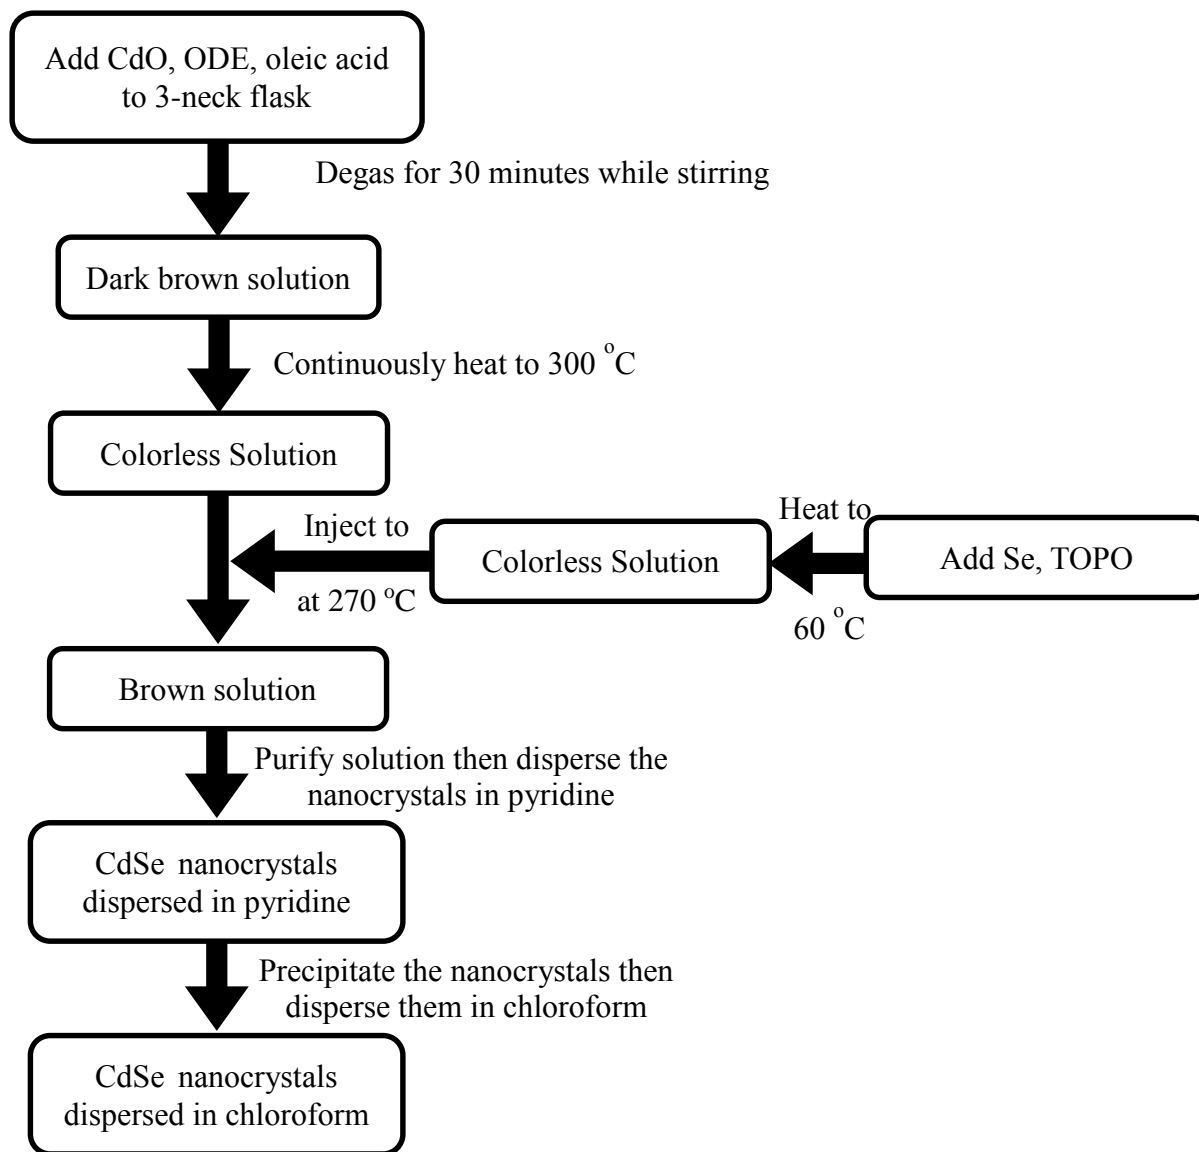 Add CdO, ODE, oleic acid
to 3-neck flask
Degas for 30 minutes while stirring
Dark brown solution
Continuously heat to 300 °C
Colorless Solution
Inject to
at 270 °C
Colorless Solution
Heat to
60 °C
Add Se, TOPO
Brown solution
Purify solution then disperse the
nanocrystals in pyridine
CdSe nanocrystals
dispersed in pyridine
Precipitate the nanocrystals then
disperse them in chloroform
CdSe nanocrystals
dispersed in chloroform